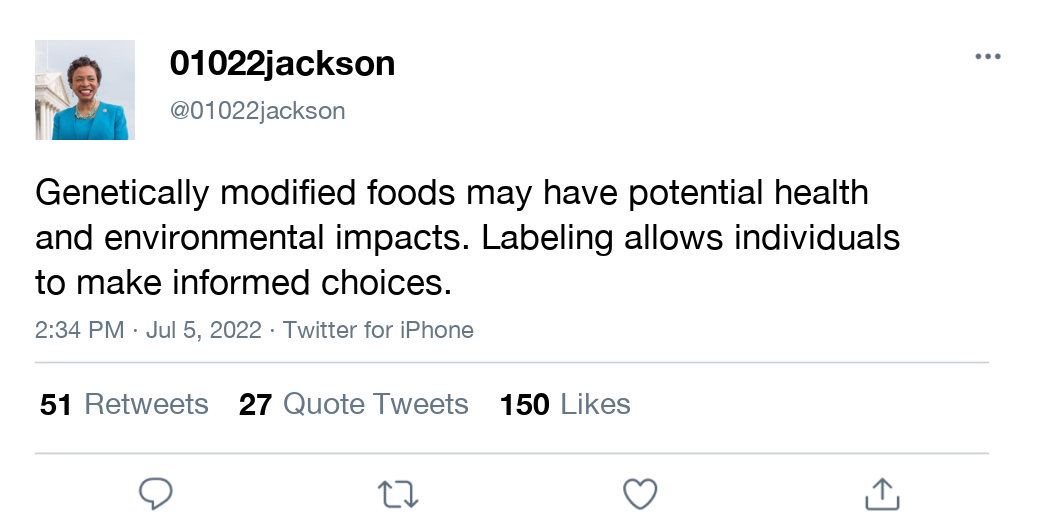 01022jackson
@01022jackson
Genetically modified foods may have potential health
and environmental impacts. Labeling allows individuals
to make informed choices.
2:34 PM · Jul 5, 2022 · Twitter for iPhone
51 Retweets 27 Quote Tweets 150 Likes